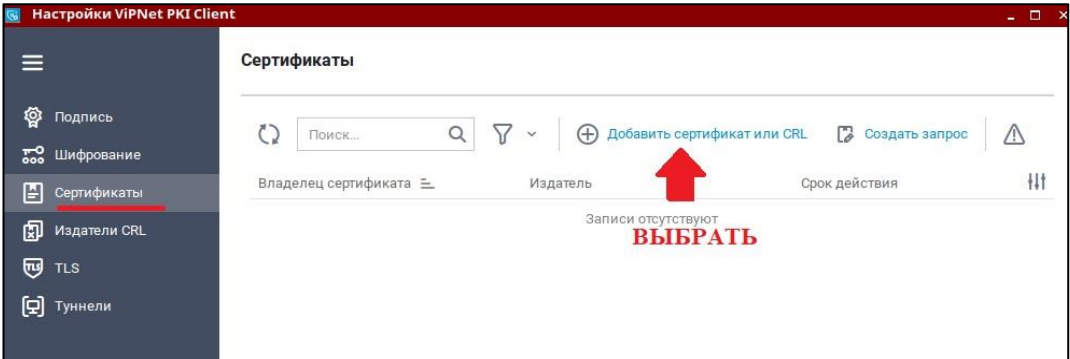 Настройки ViPNet PKI Client
Сертификаты
Подпись
Шифрование
Сертификаты
Издатели CRL
TLS
TLS
Туннели
Поиск...
Добавить сертификат или CRL
Создать запрос
Владелец сертификата
Издатель
Срок действия
Записи отсутствуют
ВЫБРАТЬ